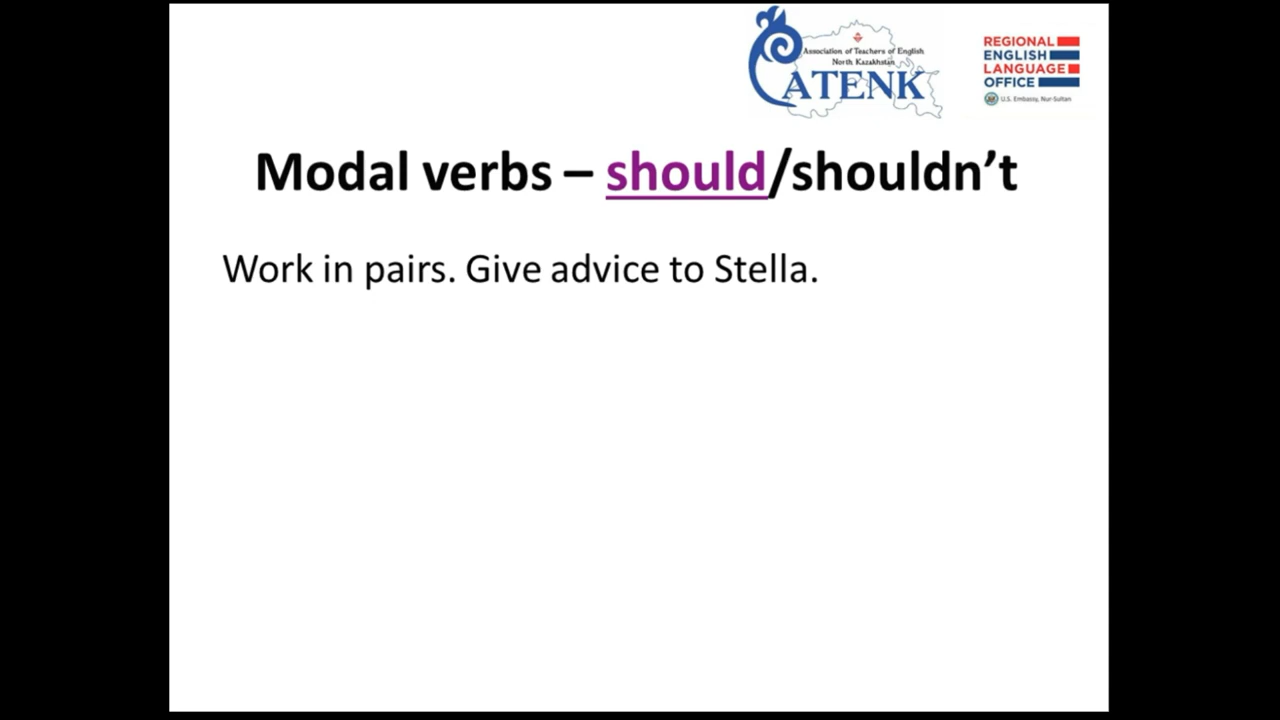 Association of Teachers of English
North Kazakhstan
ATENK
REGIONAL
ENGLISH
LANGUAGE
OFFICE
U.S. Embassy, Nur-Sultan
Modal verbs – should/shouldn’t
Work in pairs. Give advice to Stella.